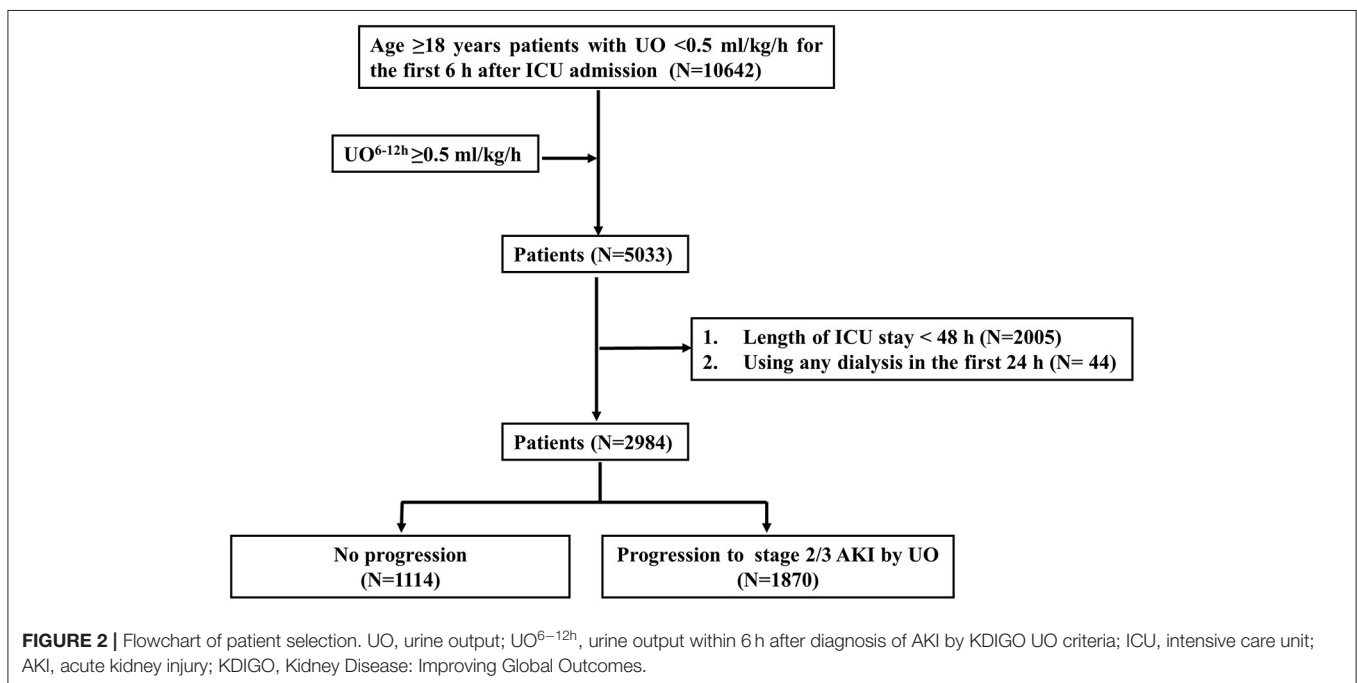 Age ≥18 years patients with UO <0.5 ml/kg/h for
the first 6 h after ICU admission (N=10642)
UO6-12h ≥0.5 ml/kg/h
Patients (N=5033)
1. Length of ICU stay < 48 h (N=2005)
2. Using any dialysis in the first 24 h (N= 44)
Patients (N=2984)
No progression
(N=1114)
Progression to stage 2/3 AKI by UO
(N=1870)
FIGURE 2 | Flowchart of patient selection. UO, urine output; UO6−12h, urine output within 6 h after diagnosis of AKI by KDIGO UO criteria; ICU, intensive care unit;
AKI, acute kidney injury; KDIGO, Kidney Disease: Improving Global Outcomes.